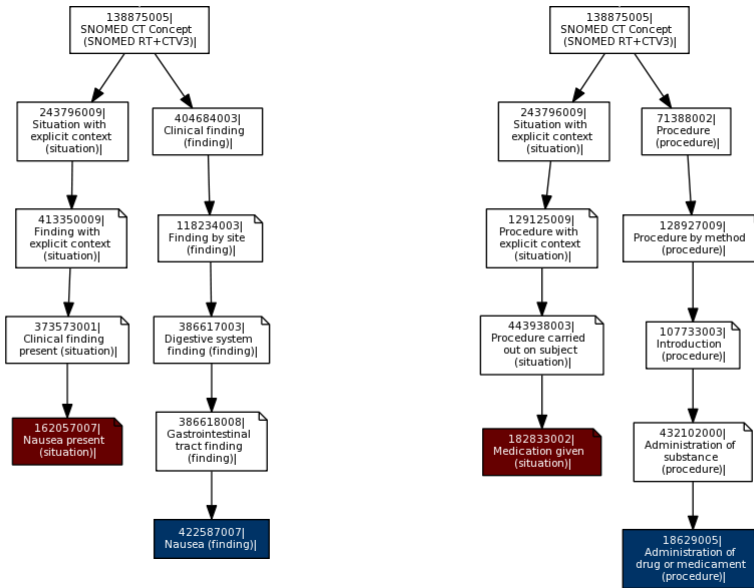 138875005|
SNOMED CT Concept
(SNOMED RT+CTV3)|
243796009|
Situation with
explicit context
(situation)|
404684003|
Clinical finding
(finding)|
413350009|
Finding with
explicit context
(situation)|
118234003|
Finding by site
(finding)|
373573001|
Clinical finding
present (situation)|
386617003|
Digestive system
finding (finding)|
162057007|
Nausea present
(situation)|
386618008|
Gastrointestinal
tract finding
(finding)|
422587007|
Nausea (finding)|
138875005|
SNOMED CT Concept
(SNOMED RT+CTV3)|
243796009|
Situation with
explicit context
(situation)|
71388002|
Procedure
(procedure)|
129125009|
Procedure with
explicit context
(situation)|
128927009|
Procedure by method
(procedure)|
443938003|
Procedure carried
out on subject
(situation)|
107733003|
Introduction
(procedure)|
182833002|
Medication given
(situation)|
432102000|
Administration of
substance
(procedure)|
18629005|
Administration of
drug or medicament
(procedure)|